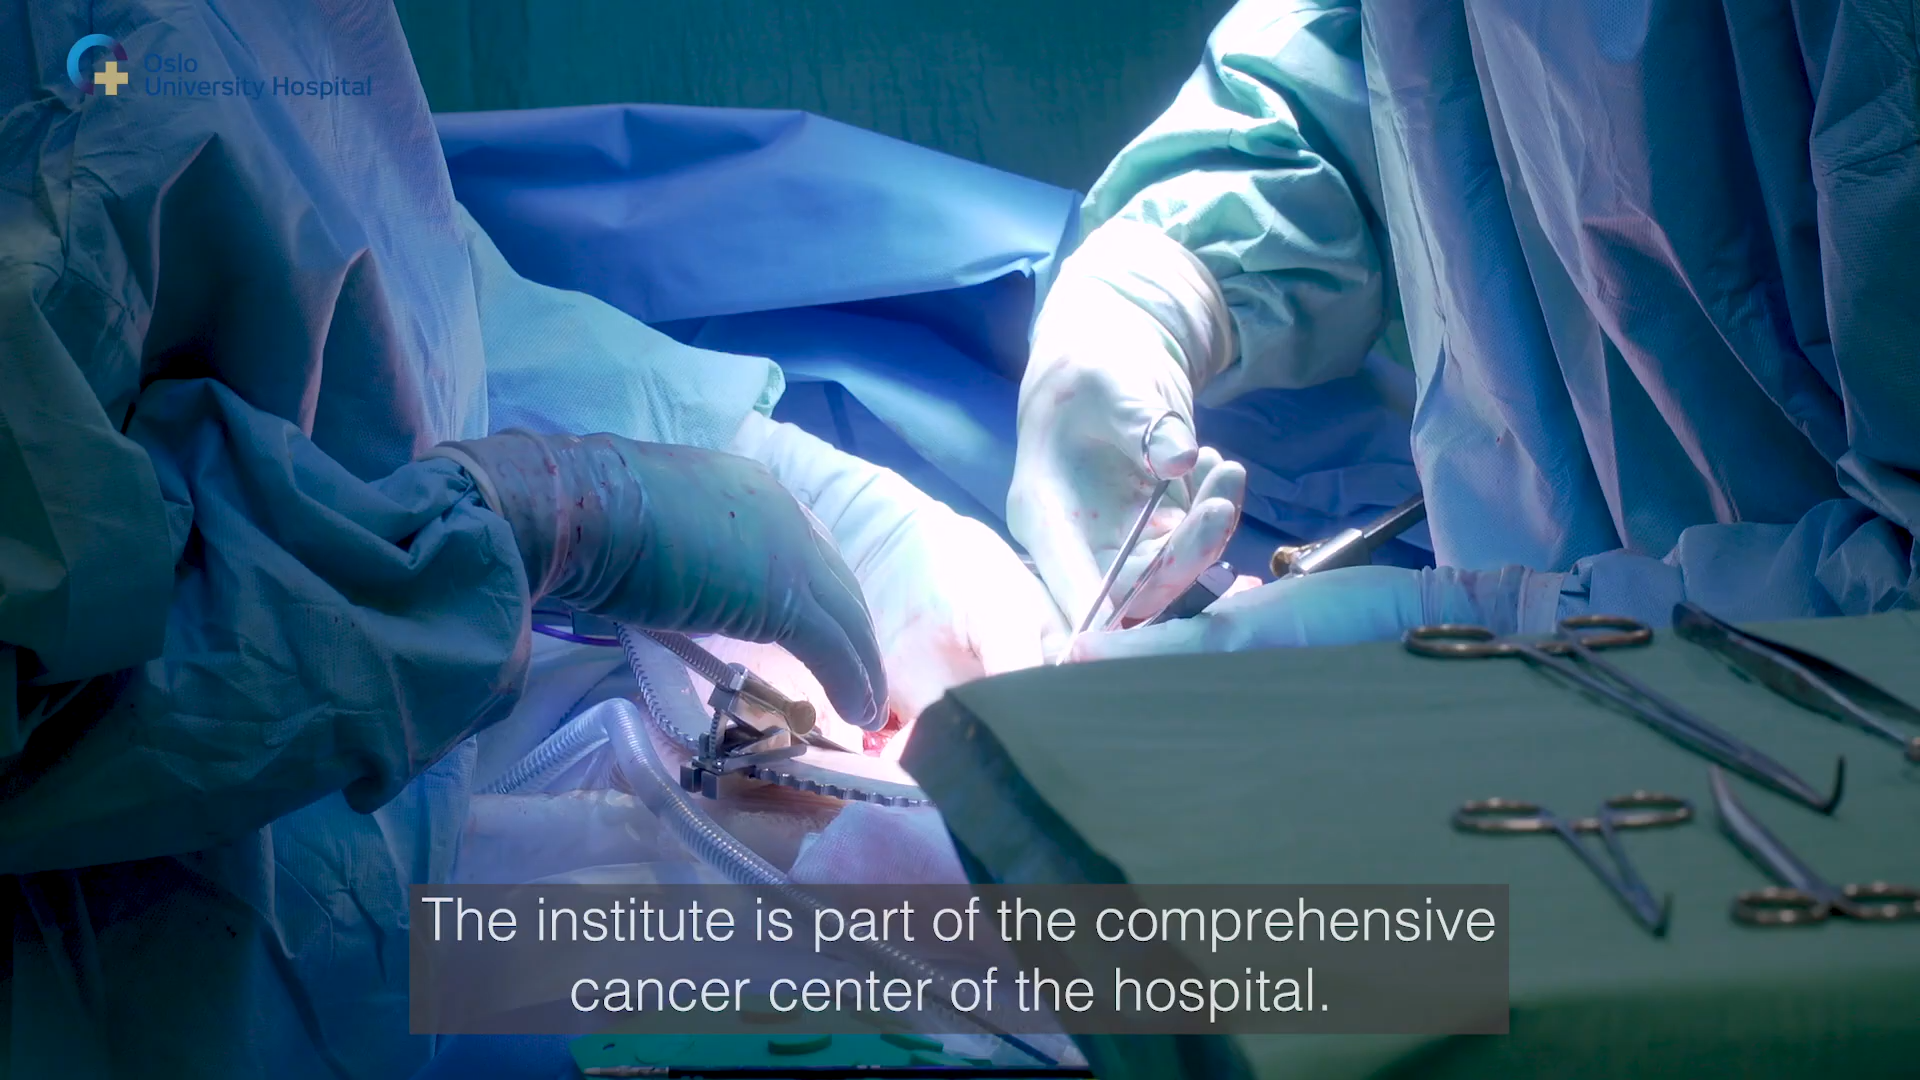 Oslo
University Hospital
The institute is part of the comprehensive
cancer center of the hospital.